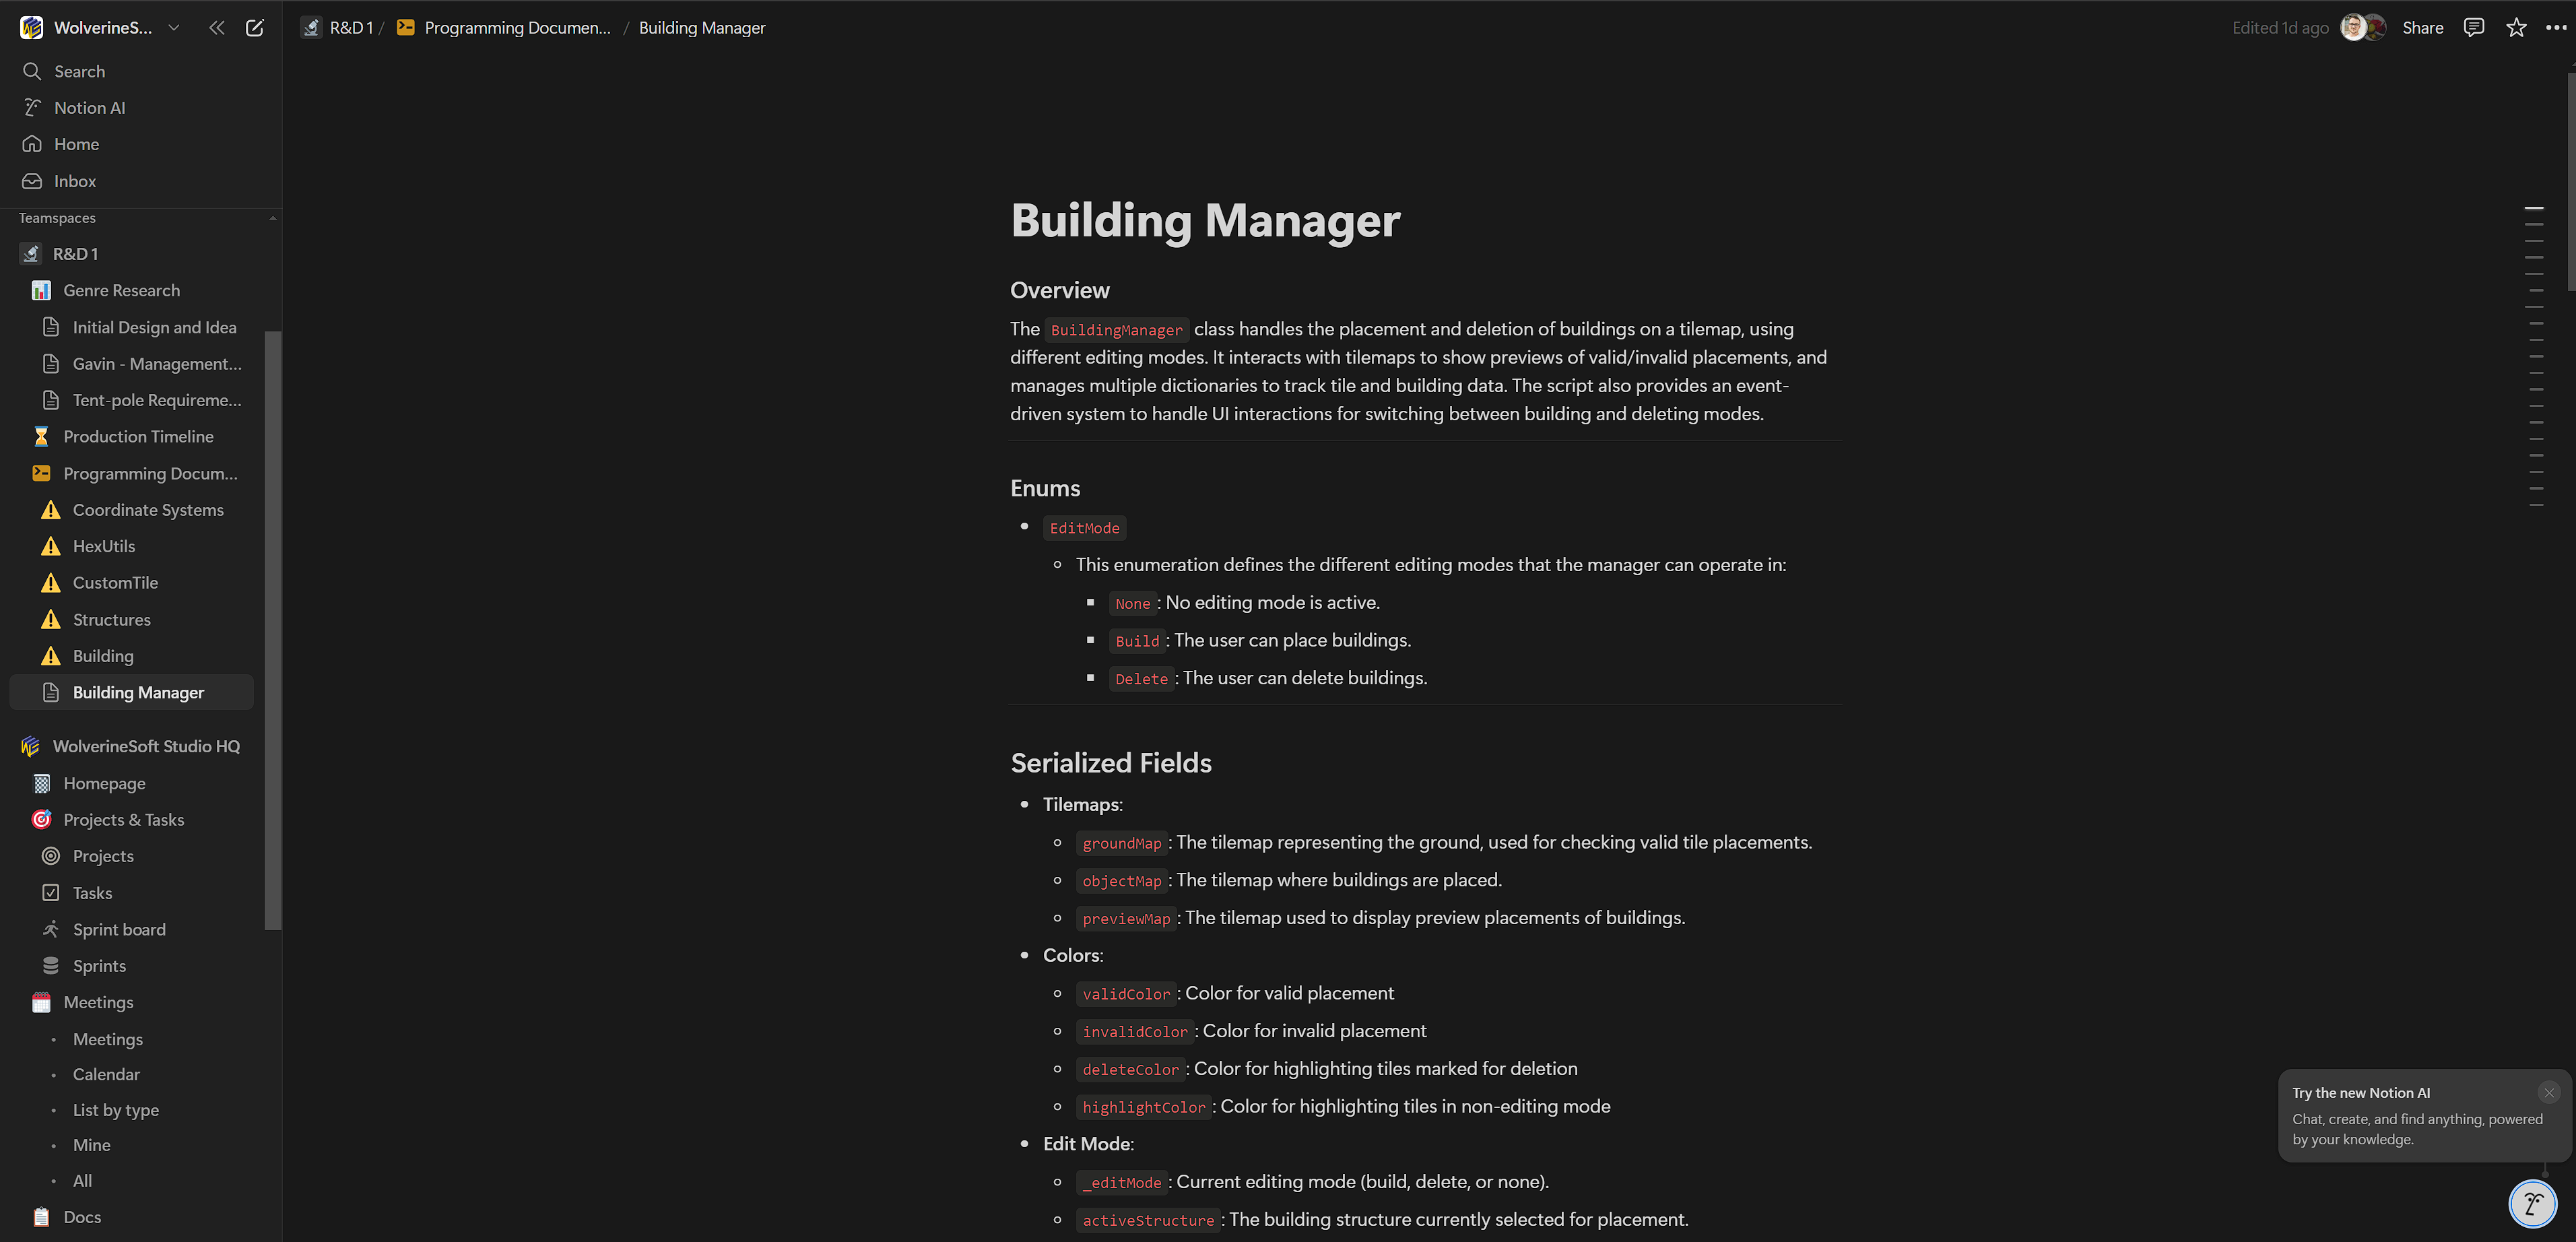 WolverineS...
Search
Notion AI
Home
Inbox
Teamspaces
R&D 1
Genre Research
Initial Design and Idea
Gavin - Management...
Tent-pole Requireme...
Production Timeline
Programming Docum...
Coordinate Systems
HexUtils
CustomTile
Structures
Building
Building Manager
WolverineSoft Studio HQ
Homepage
Projects & Tasks
Projects
Tasks
Sprint board
Sprints
Meetings
Meetings
Calendar
List by type
Mine
All
Docs
R&D 1 / Programming Documen... / Building Manager
Edited 1d ago
Share
Building Manager
Overview
The BuildingManager class handles the placement and deletion of buildings on a tilemap, using
different editing modes. It interacts with tilemaps to show previews of valid/invalid placements, and
manages multiple dictionaries to track tile and building data. The script also provides an event-
driven system to handle UI interactions for switching between building and deleting modes.
Enums
EditMode
This enumeration defines the different editing modes that the manager can operate in:
None: No editing mode is active.
Build: The user can place buildings.
Delete: The user can delete buildings.
Serialized Fields
Tilemaps:
groundMap: The tilemap representing the ground, used for checking valid tile placements.
objectMap: The tilemap where buildings are placed.
previewMap: The tilemap used to display preview placements of buildings.
Colors:
validColor: Color for valid placement
invalidColor: Color for invalid placement
deleteColor: Color for highlighting tiles marked for deletion
highlightColor: Color for highlighting tiles in non-editing mode
Edit Mode:
_editMode: Current editing mode (build, delete, or none).
activeStructure: The building structure currently selected for placement.
Try the new Notion AI
Chat, create, and find anything, powered
by your knowledge.